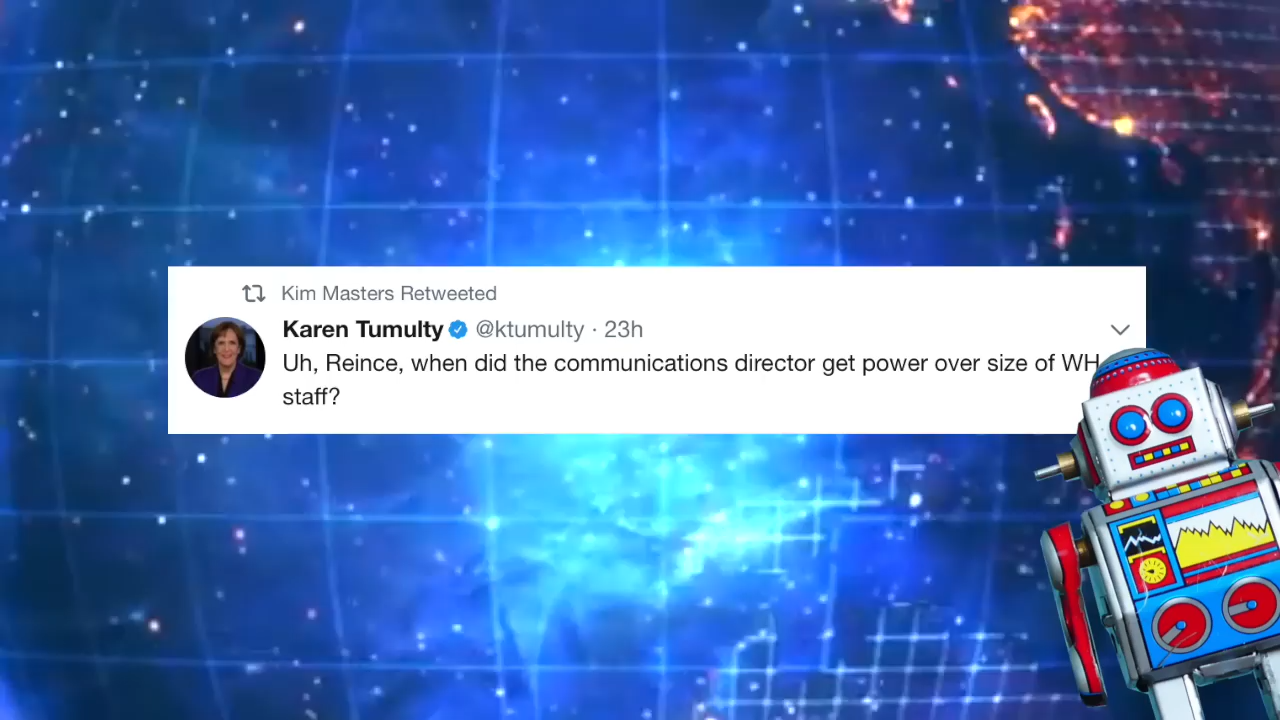 Kim Masters Retweeted
Karen Tumulty @ktumulty · 23h
Uh, Reince, when did the communications director get power over size of WH
staff?